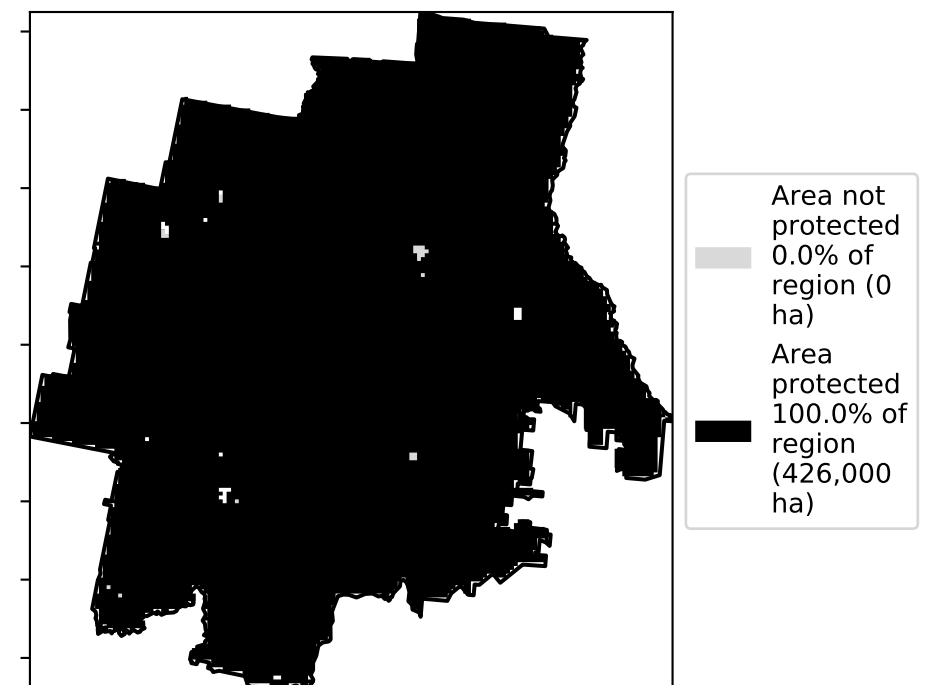 Area not
protected
0.0% of
region (0
ha)
Area
protected
100.0% of
region
(426,000
ha)